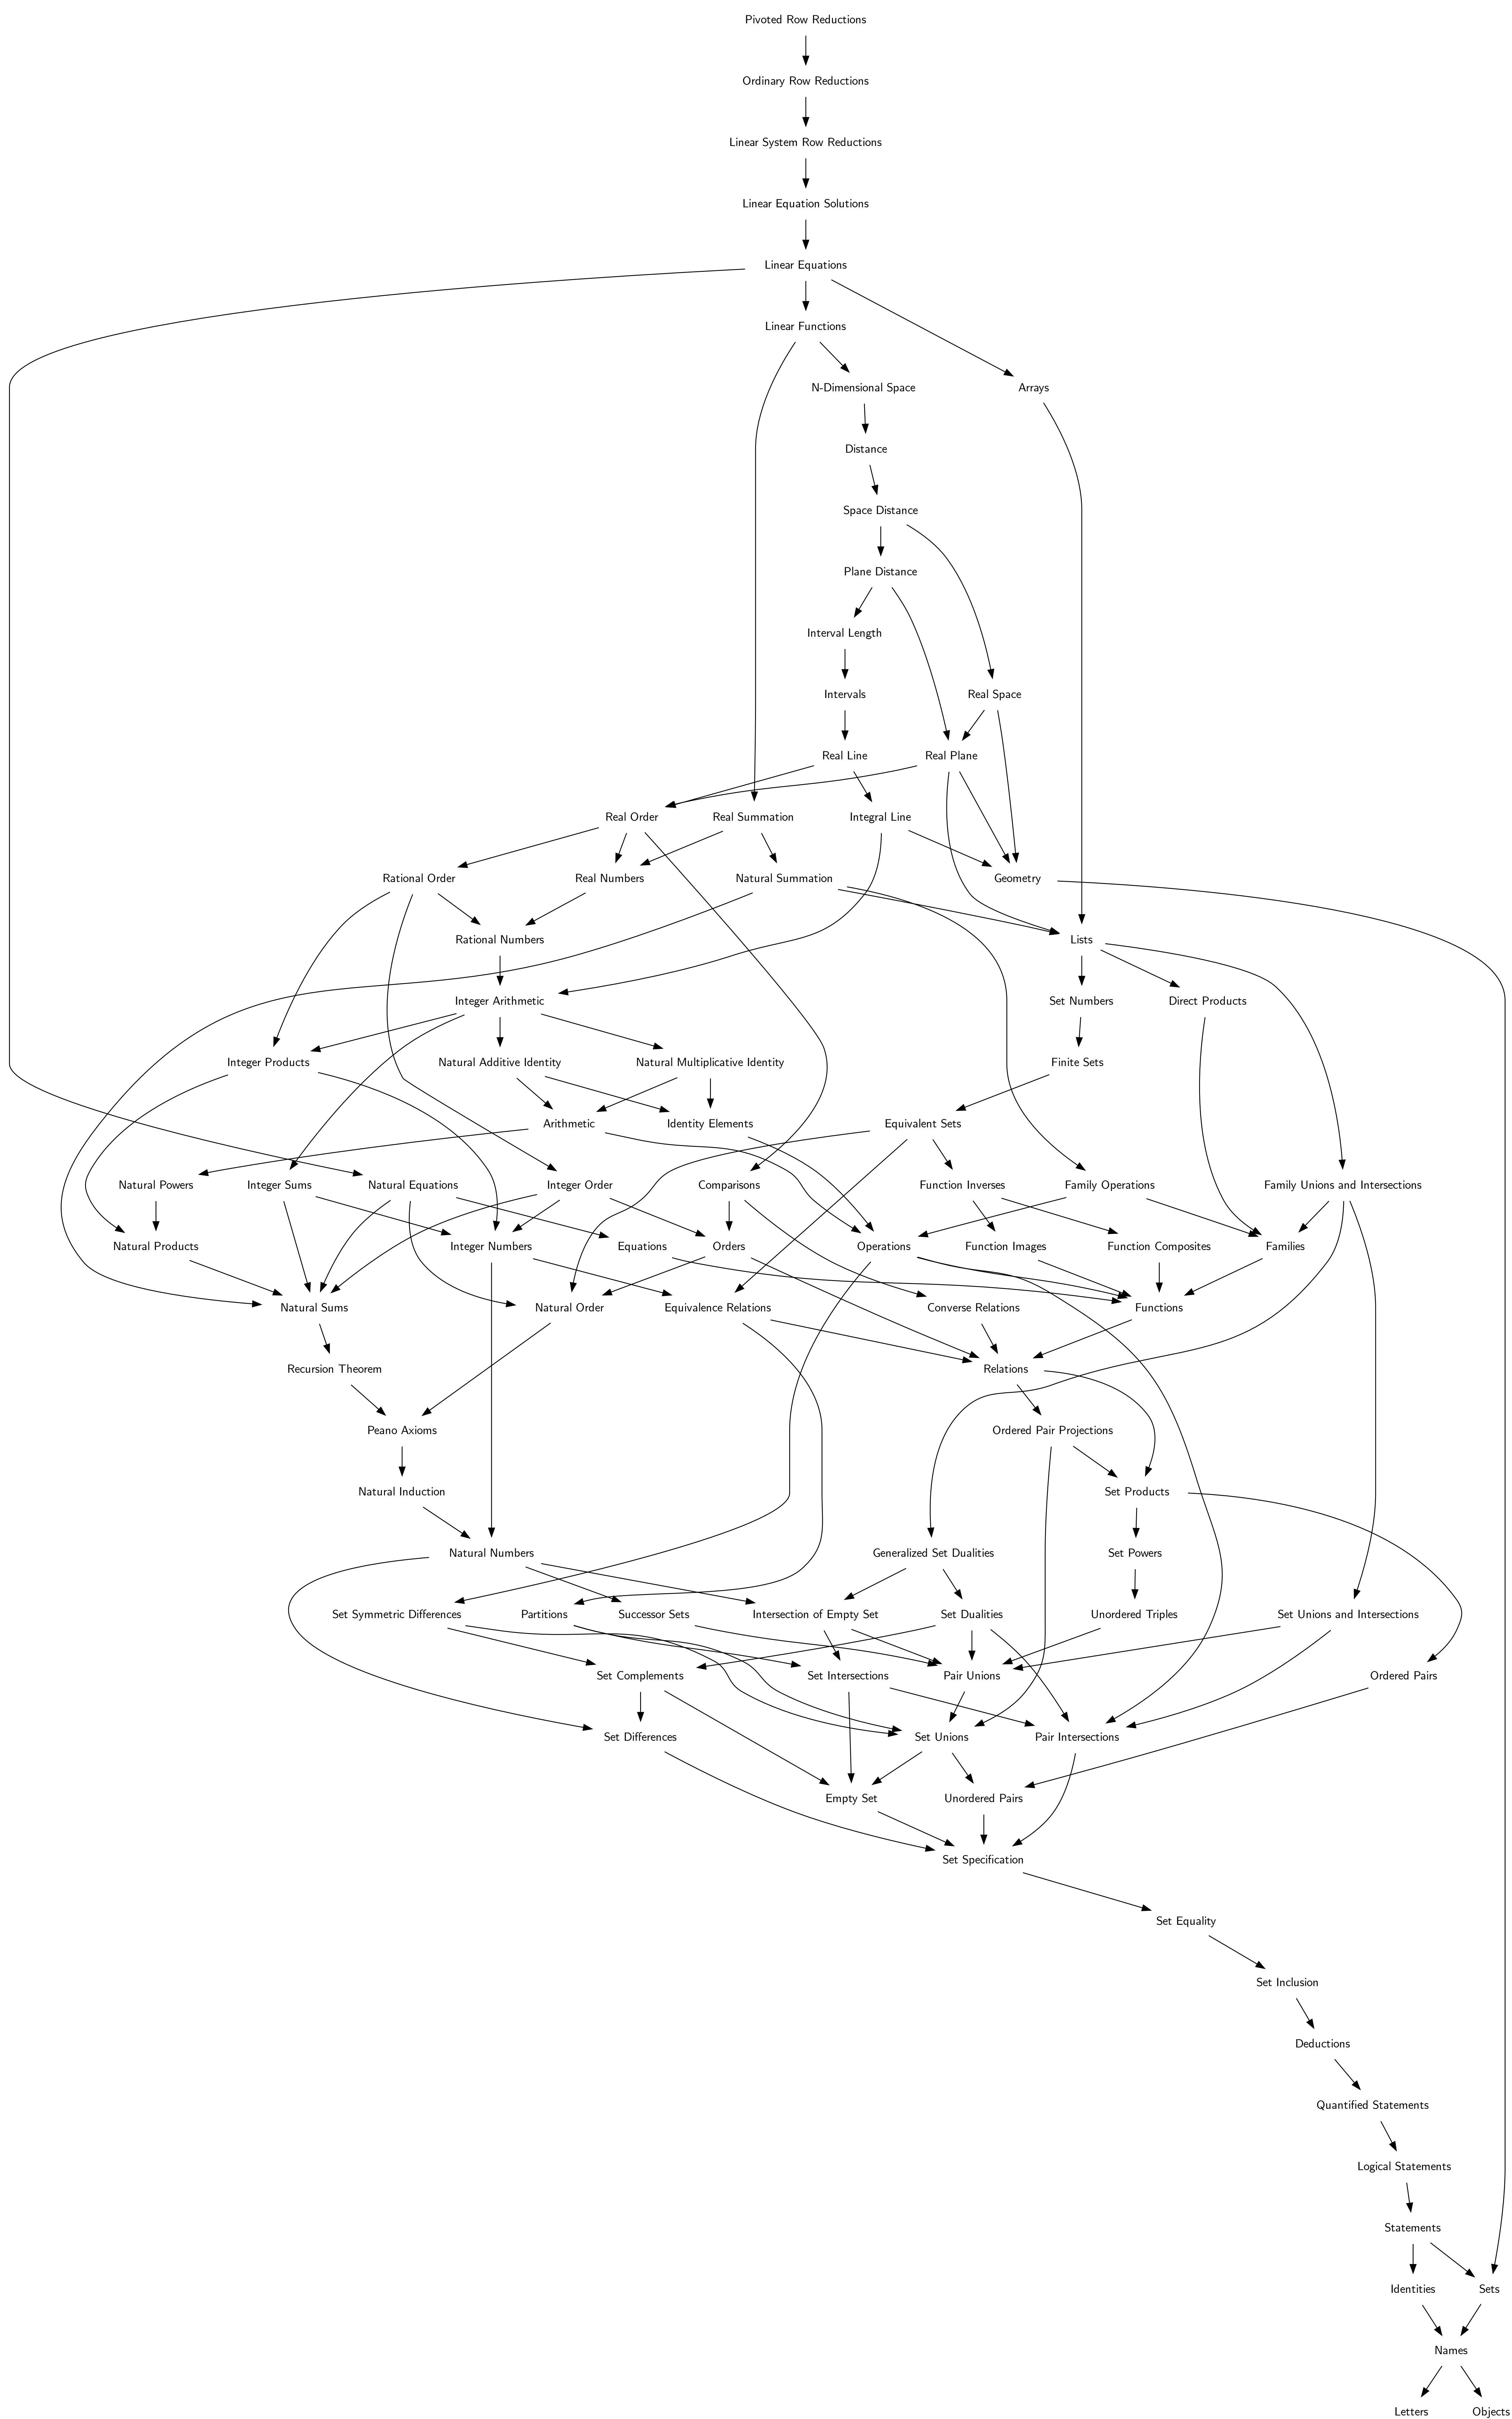 Pivoted Row Reductions
Ordinary Row Reductions
Linear System Row Reductions
Linear Equation Solutions
Linear Equations
Linear Functions
N-Dimensional Space
Arrays
Distance
Space Distance
Plane Distance
Interval Length
Intervals
Real Space
Real Line
Real Plane
Real Order
Real Summation
Integral Line
Rational Order
Real Numbers
Natural Summation
Geometry
Rational Numbers
Lists
Integer Arithmetic
Set Numbers
Direct Products
Integer Products
Natural Additive Identity
Natural Multiplicative Identity
Finite Sets
Arithmetic
Identity Elements
Equivalent Sets
Natural Powers
Integer Sums
Natural Equations
Integer Order
Comparisons
Function Inverses
Family Operations
Family Unions and Intersections
Natural Products
Integer Numbers
Equations
Orders
Operations
Function Images
Function Composites
Families
Natural Sums
Natural Order
Equivalence Relations
Converse Relations
Functions
Recursion Theorem
Relations
Peano Axioms
Ordered Pair Projections
Natural Induction
Set Products
Natural Numbers
Generalized Set Dualities
Set Powers
Set Symmetric Differences
Partitions
Successor Sets
Intersection of Empty Set
Set Dualities
Unordered Triples
Set Unions and Intersections
Set Complements
Set Intersections
Pair Unions
Ordered Pairs
Set Differences
Set Unions
Pair Intersections
Empty Set
Unordered Pairs
Set Specification
Set Equality
Set Inclusion
Deductions
Quantified Statements
Logical Statements
Statements
Identities
Sets
Names
Letters
Objects